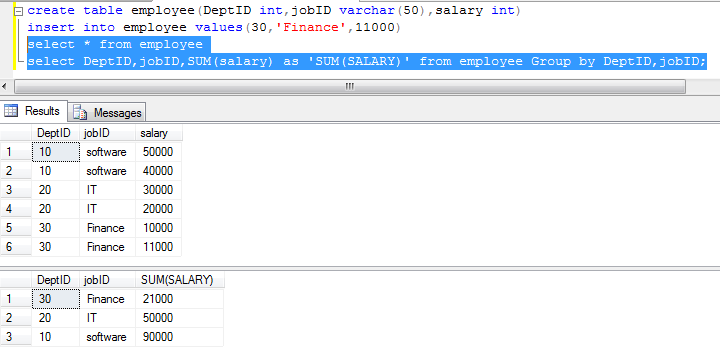 create table employee(DeptID int,jobID varchar(50),salary int)
insert into employee values(30,'Finance',11000)
select * from employee
select DeptID,jobID,SUM(salary) as 'SUM(SALARY)' from employee Group by DeptID,jobID;
Results Messages
DeptID jobID salary
1 10 software 50000
2 10 software 40000
3 20 IT 30000
4 20 IT 20000
5 30 Finance 10000
6 30 Finance 11000
DeptID jobID SUM(SALARY)
1 30 Finance 21000
2 20 IT 50000
3 10 software 90000